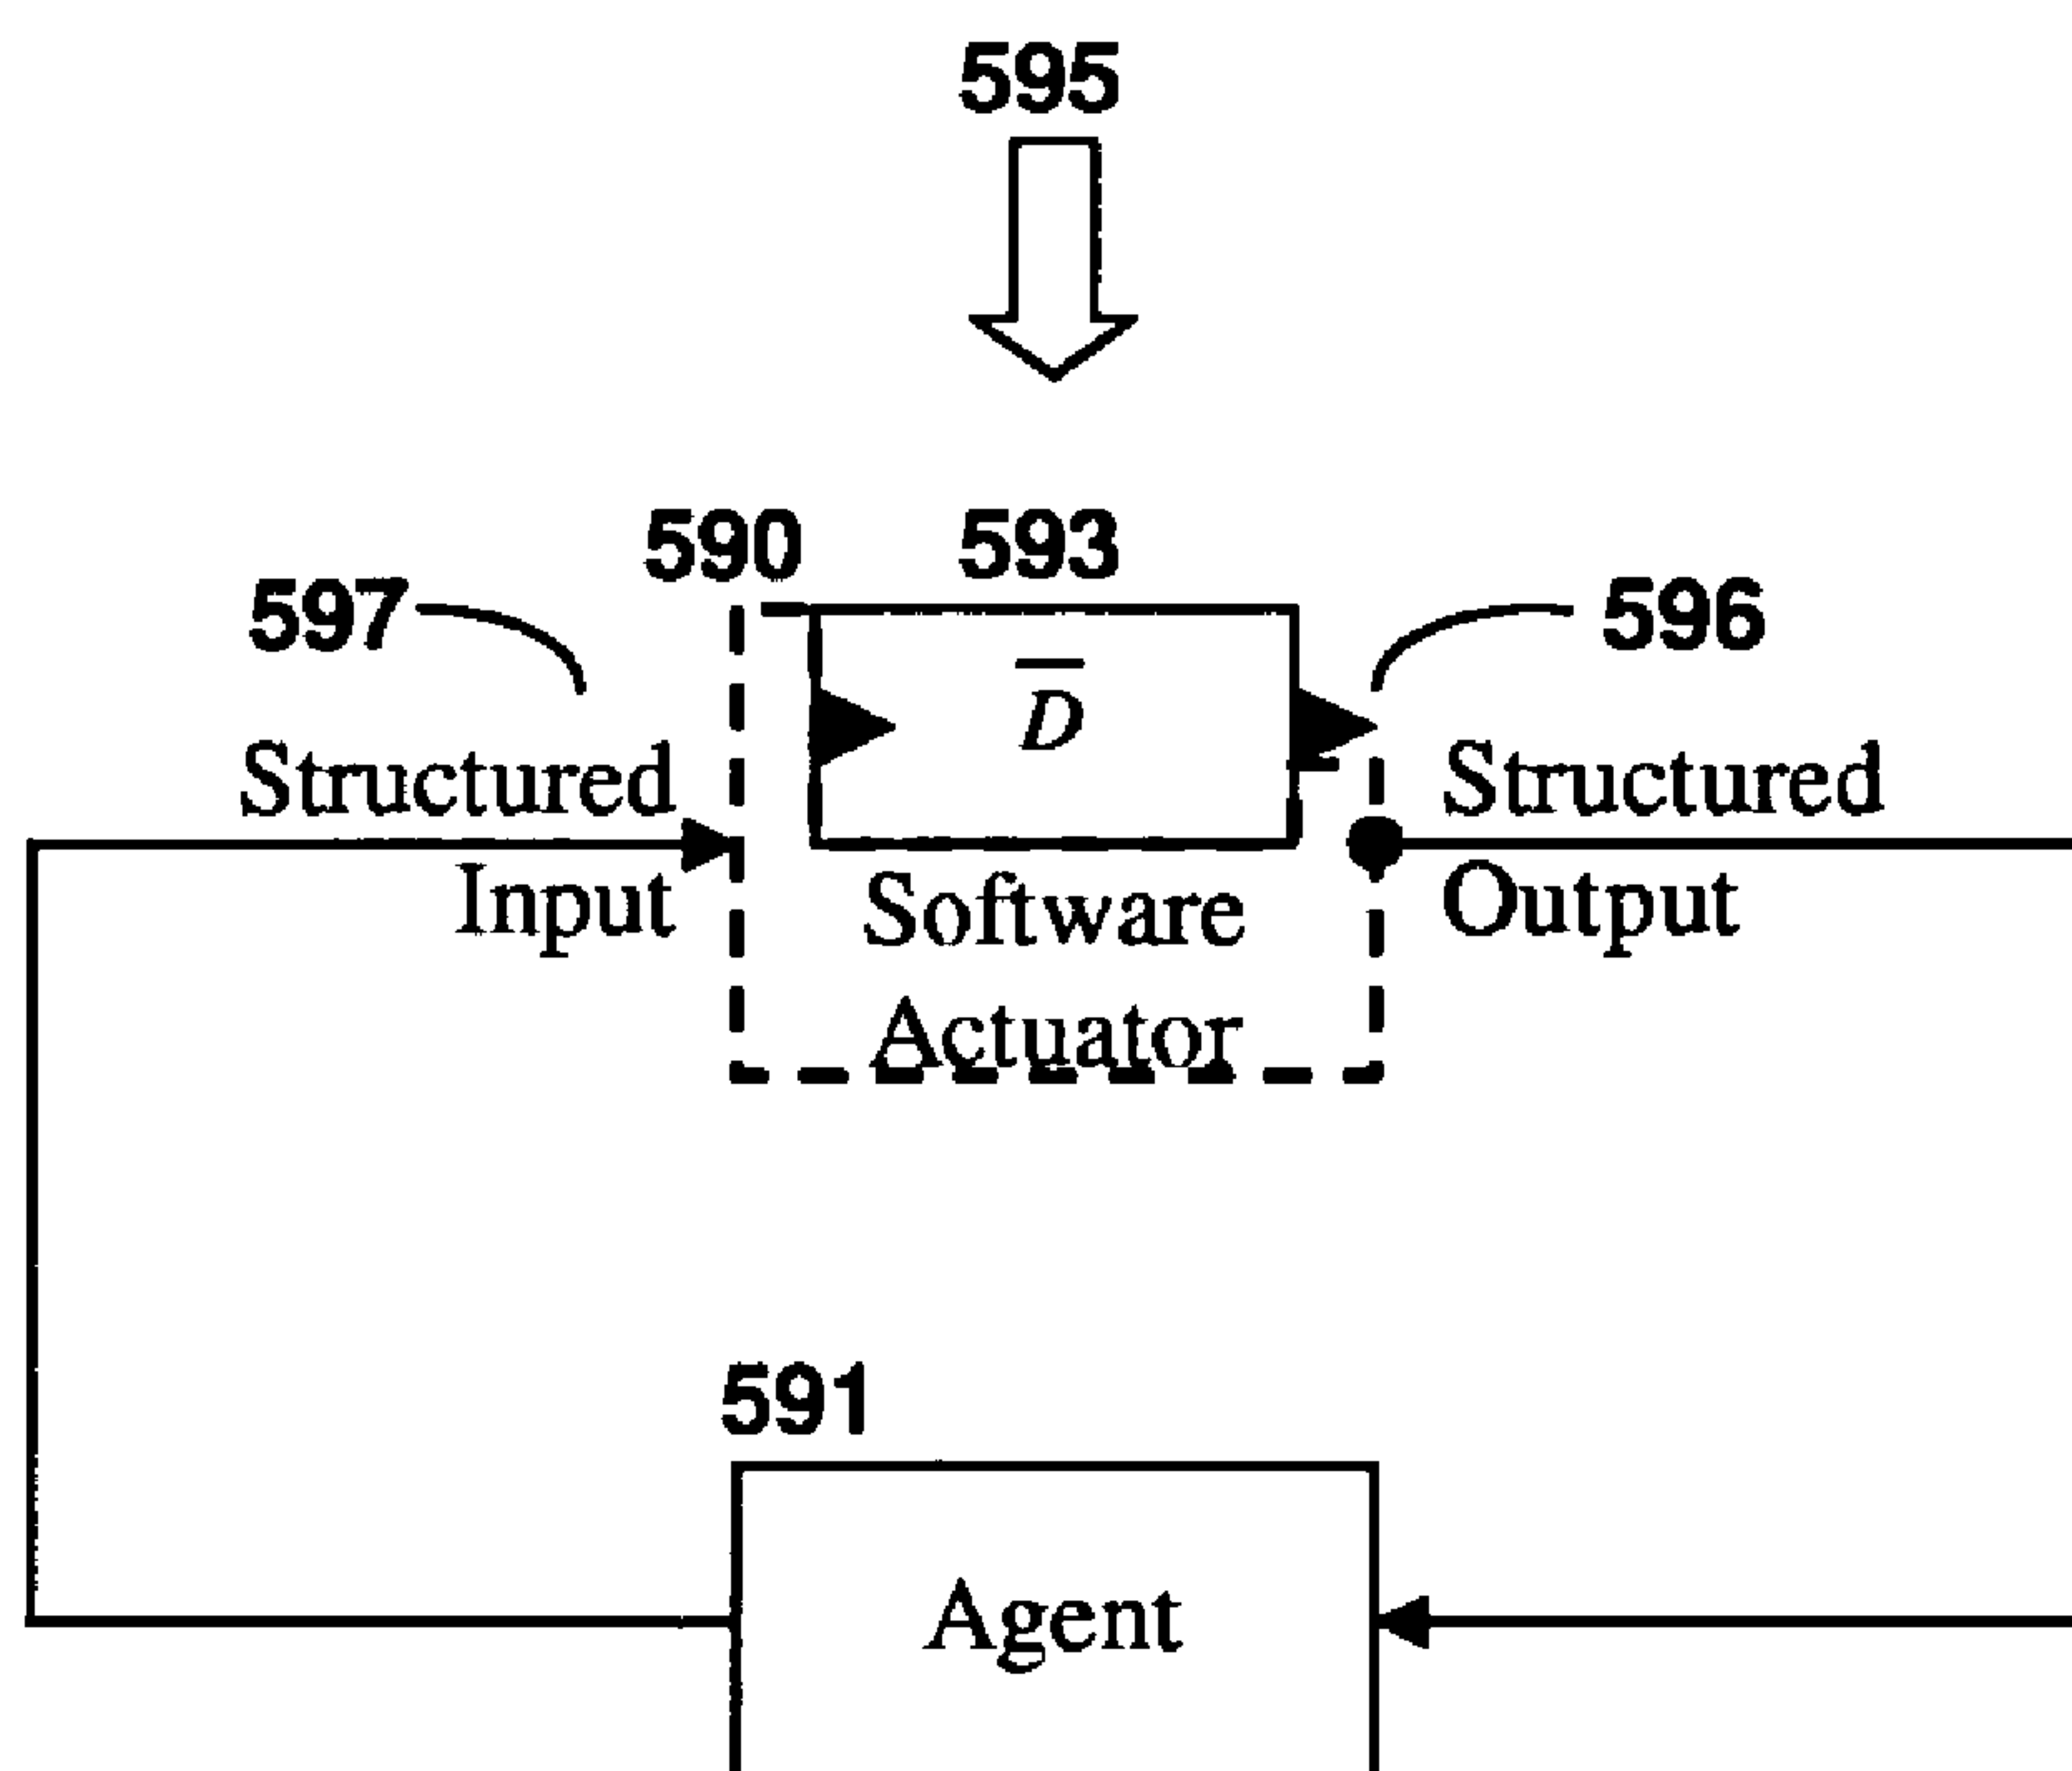 595
590 593
597 596
D̅
Structured Structured
Input Output
Software
Actuator
591
Agent